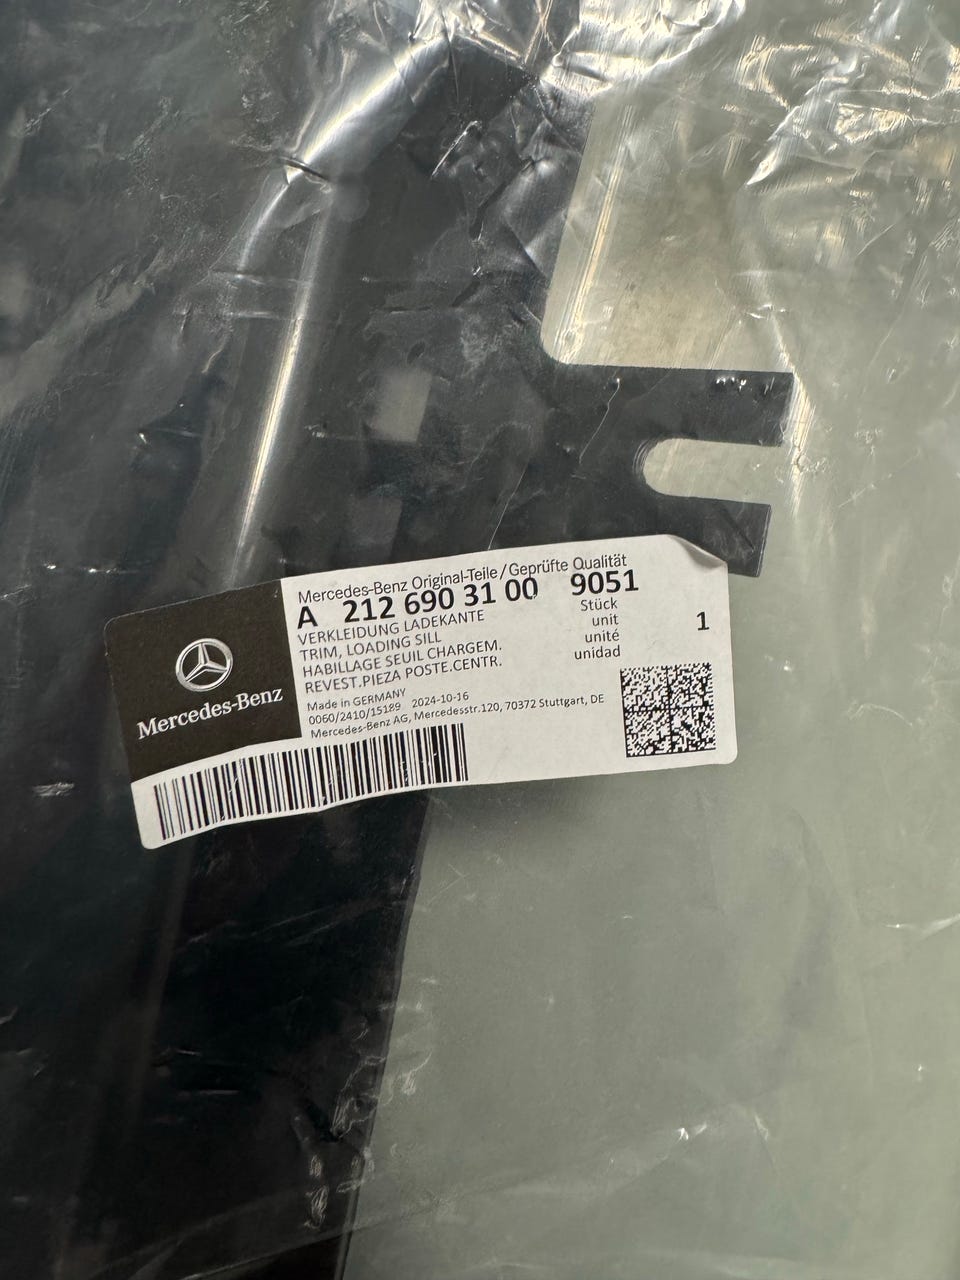 Mercedes-Benz Original-Teile/Geprüfte Qualität
A 212 690 31 00 9051
VERKLEIDUNG LADEKANTE
TRIM, LOADING SILL
HABILLAGE SEUIL CHARGEM.
REVEST.PIEZA POSTE.CENTR.
Stück
unit
unité
unidad
1
Made in GERMANY
0060/2410/15189 2024-10-16
Mercedes-Benz AG, Mercedesstr.120, 70372 Stuttgart, DE
Mercedes-Benz